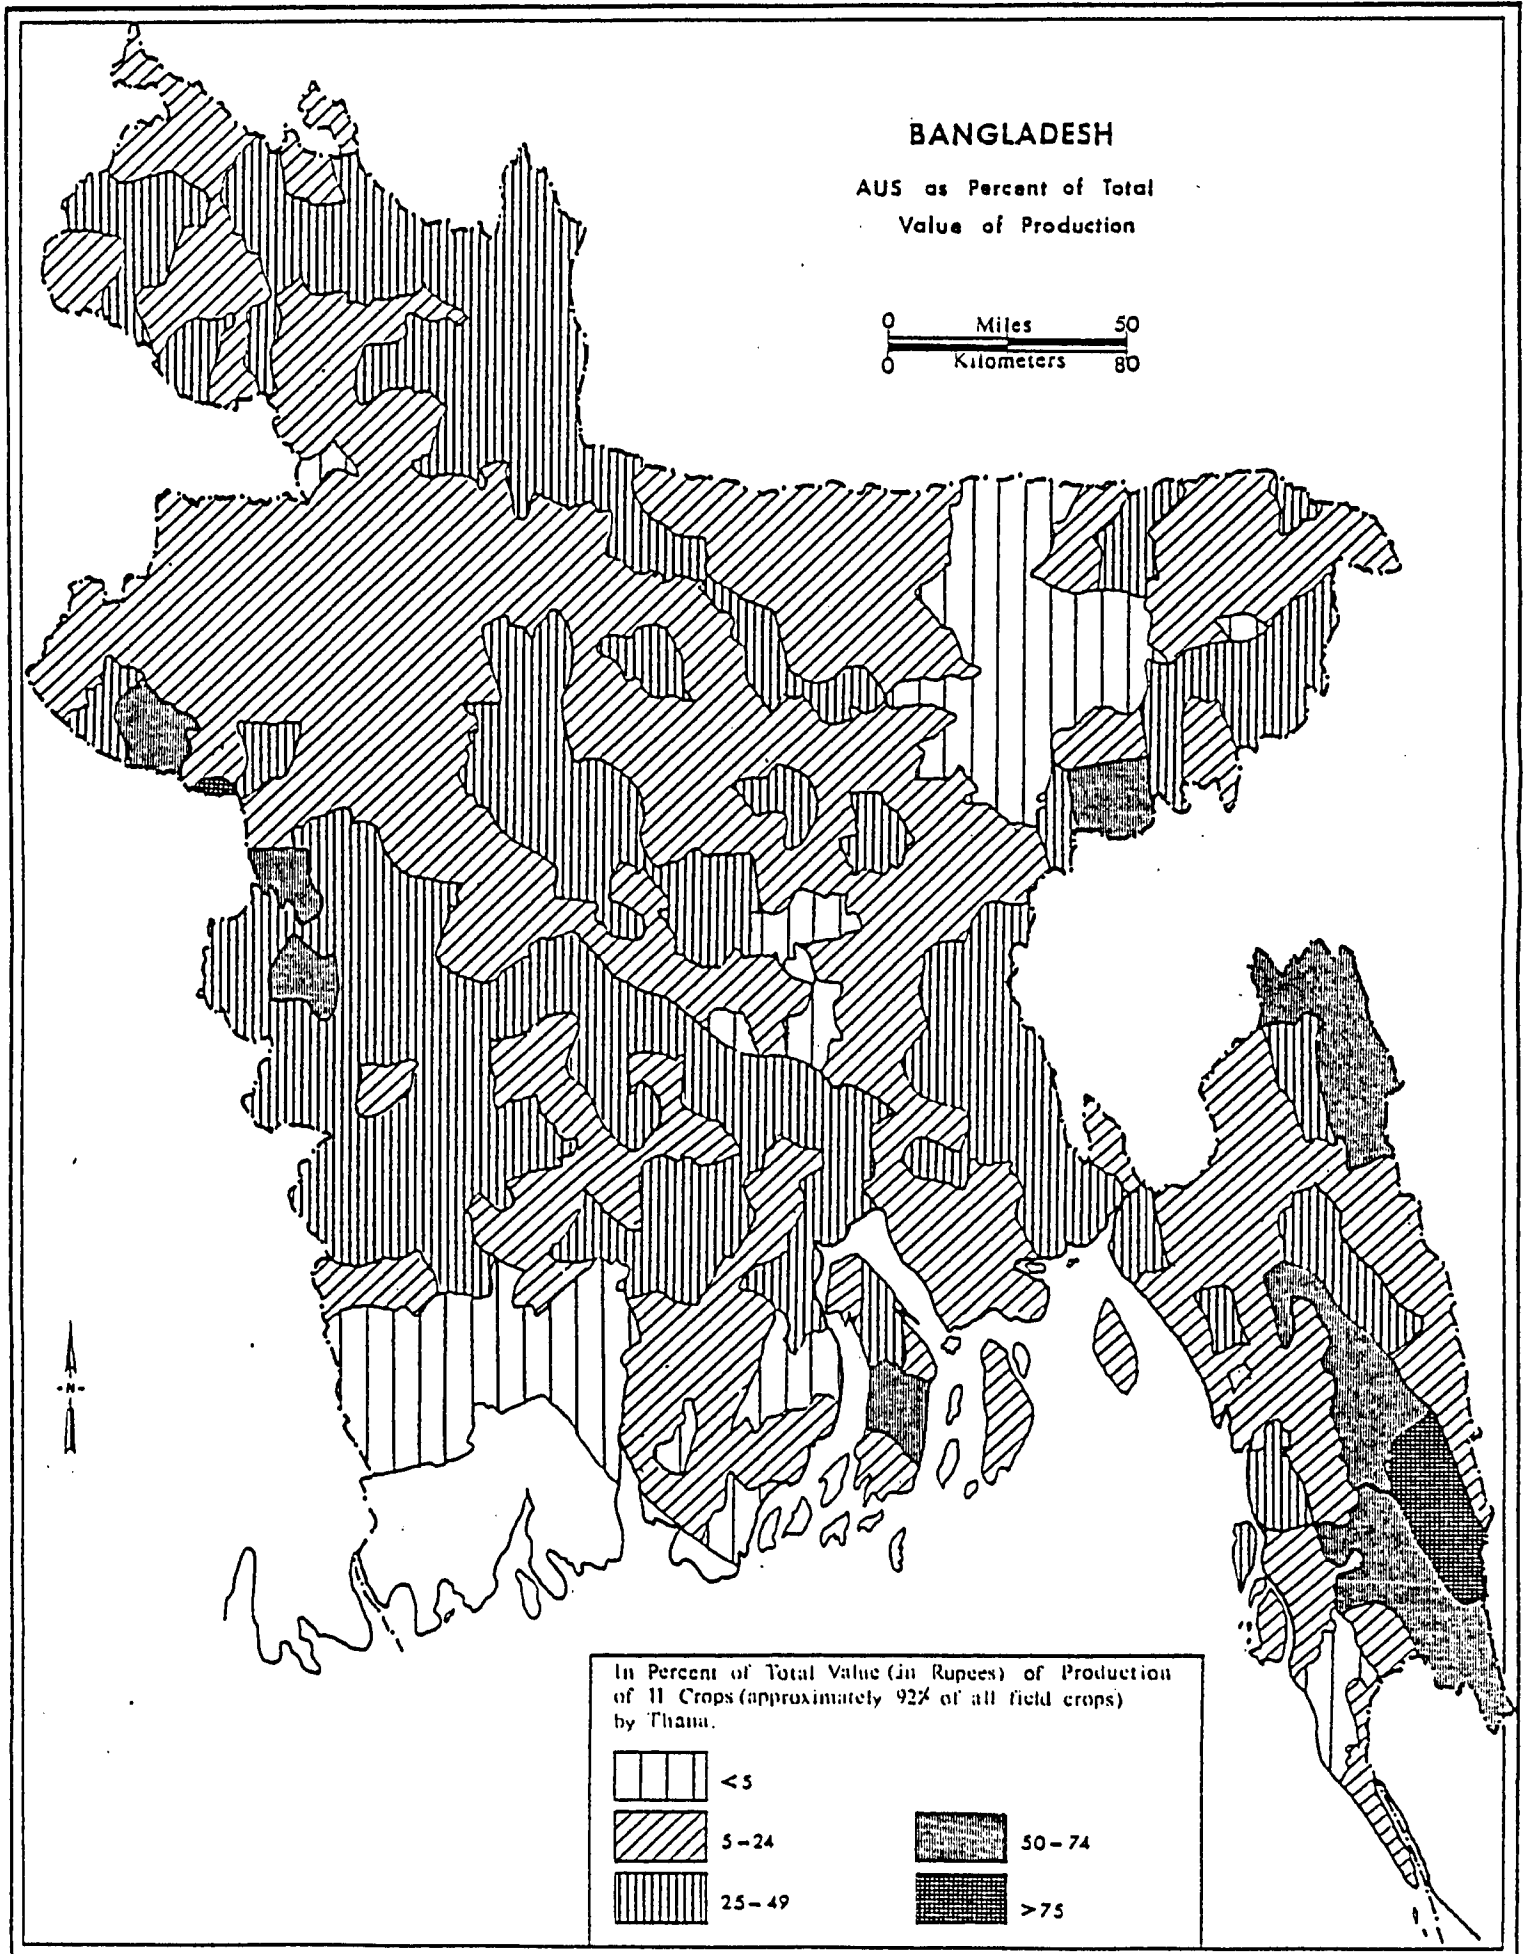 BANGLADESH
AUS as Percent of Total
Value of Production
0 Miles 50
0 Kilometers 80
-N-
In Percent of Total Value (in Rupees) of Production
of 11 Crops (approximately 92% of all field crops)
by Thana.
<5
5-24
25-49
50-74
>75